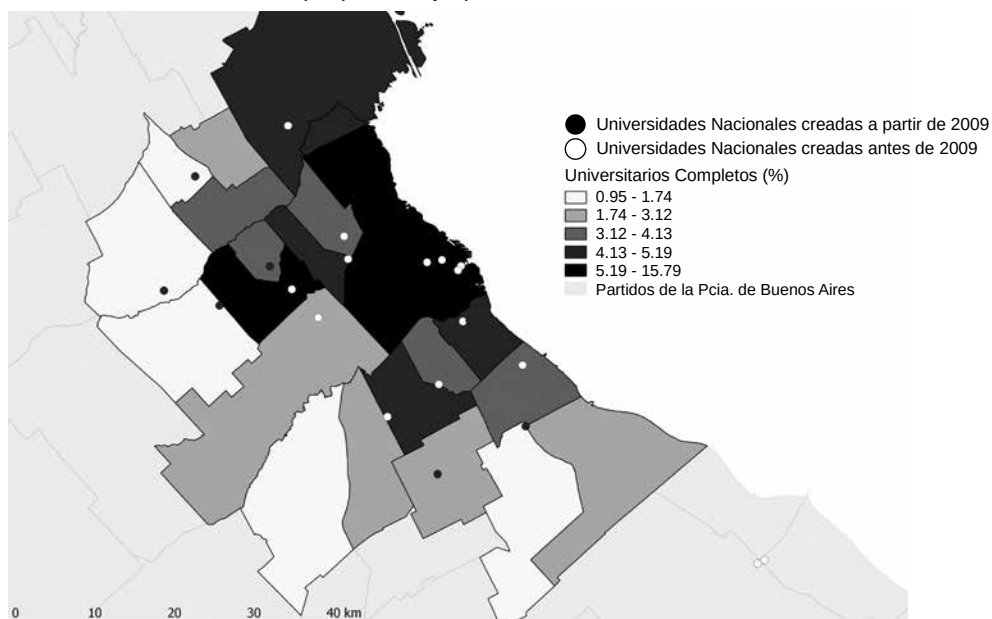 Universidades Nacionales creadas a partir de 2009
Universidades Nacionales creadas antes de 2009
Universitarios Completos (%)
0.95 - 1.74
1.74 - 3.12
3.12 - 4.13
4.13 - 5.19
5.19 - 15.79
Partidos de la Pcia. de Buenos Aires
0 10 20 30 40 km